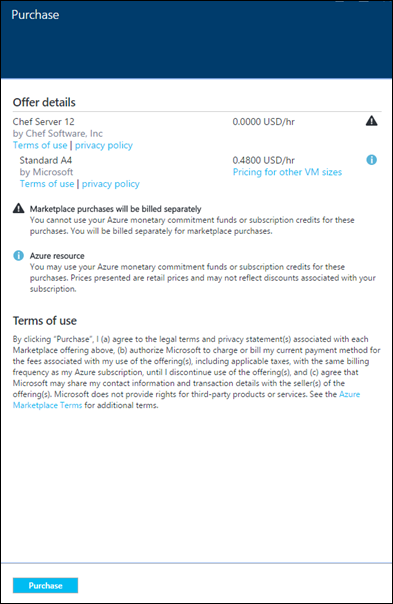 Purchase
Offer details
Chef Server 12 0.0000 USD/hr
by Chef Software, Inc
Terms of use | privacy policy
Standard A4 0.4800 USD/hr
by Microsoft Pricing for other VM sizes
Terms of use | privacy policy
Marketplace purchases will be billed separately
You cannot use your Azure monetary commitment funds or subscription credits for these
purchases. You will be billed separately for marketplace purchases.
Azure resource
You may use your Azure monetary commitment funds or subscription credits for these
purchases. Prices presented are retail prices and may not reflect discounts associated with your
subscription.
Terms of use
By clicking "Purchase", I (a) agree to the legal terms and privacy statement(s) associated with each
Marketplace offering above, (b) authorize Microsoft to charge or bill my current payment method for
the fees associated with my use of the offering(s), including applicable taxes, with the same billing
frequency as my Azure subscription, until I discontinue use of the offering(s), and (c) agree that
Microsoft may share my contact information and transaction details with the seller(s) of the
offering(s). Microsoft does not provide rights for third-party products or services. See the Azure
Marketplace Terms for additional terms.
Purchase